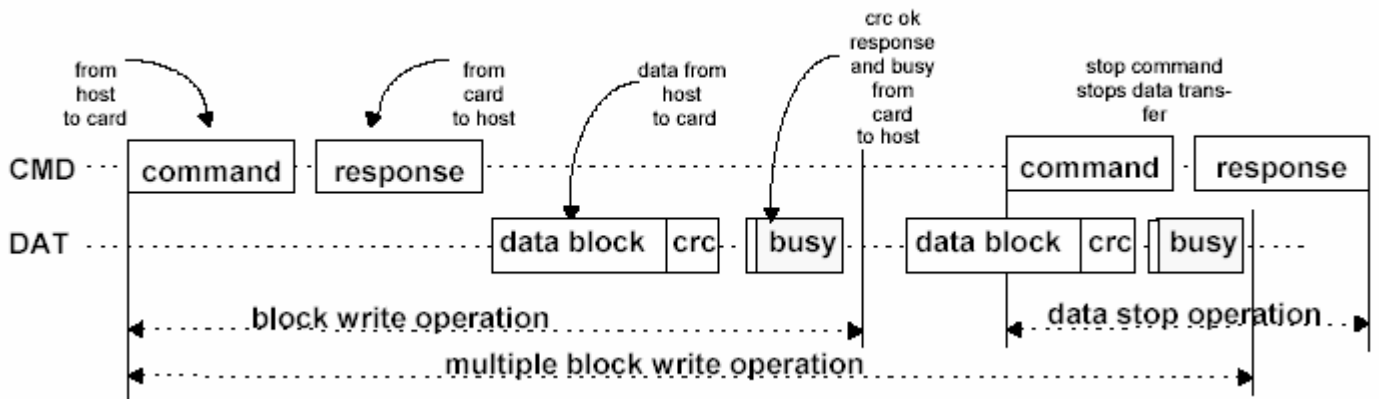 from
host
to card
from
card
to host
data from
host
to card
crc ok
response
and busy
from
card
to host
stop command
stops data trans-
fer
CMD
command
response
command
response
DAT
data block
crc
busy
data block
crc
busy
block write operation
data stop operation
multiple block write operation